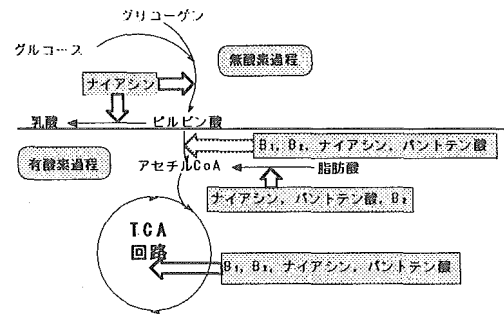 グリコーゲン
グルコース
無酸素過程
ナイアシン
乳酸 ピルビン酸
有酸素過程
B₁, B₂, ナイアシン, パントテン酸
アセチルCoA 脂肪酸
ナイアシン, パントテン酸, B₂
TCA
回路
B₁, B₂, ナイアシン, パントテン酸